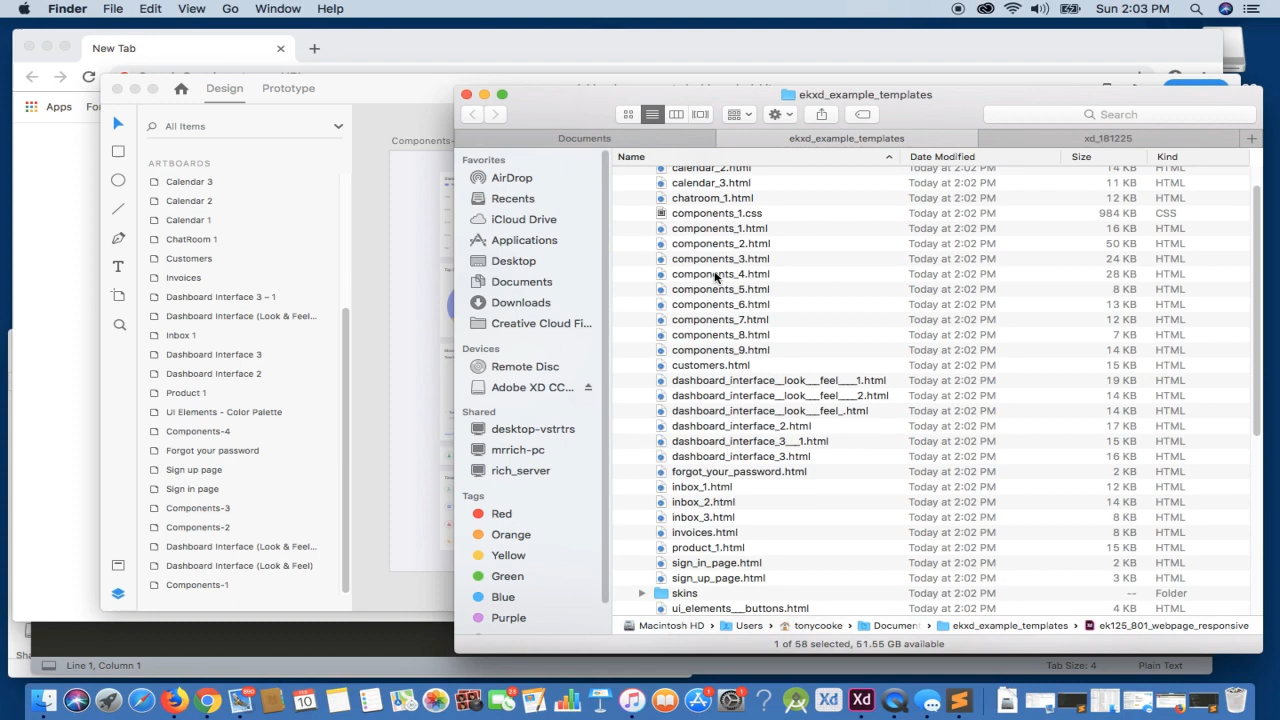 Finder File Edit View Go Window Help Sun 2:03 PM
New Tab
Apps
Design Prototype
ekxd_example_templates
Search
All Items
Documents ekxd_example_templates xd_181225
Components-
ARTBOARDS
Calendar 3
Calendar 2
Calendar 1
ChatRoom 1
Customers
Invoices
Dashboard Interface 3 – 1
Dashboard Interface (Look & Feel...
Inbox 1
Dashboard Interface 3
Dashboard Interface 2
Product 1
UI Elements - Color Palette
Components-4
Forgot your password
Sign up page
Sign in page
Components-3
Components-2
Dashboard Interface (Look & Feel...
Dashboard Interface (Look & Feel)
Components-1
Favorites
AirDrop
Recents
iCloud Drive
Applications
Desktop
Documents
Downloads
Creative Cloud Fi...
Devices
Remote Disc
Adobe XD CC...
Shared
desktop-vstrtrs
mrrich-pc
rich_server
Tags
Red
Orange
Yellow
Green
Blue
Purple
Name Date Modified Size Kind
calendar_2.html Today at 2:02 PM 14 KB HTML
calendar_3.html Today at 2:02 PM 11 KB HTML
chatroom_1.html Today at 2:02 PM 12 KB HTML
components_1.css Today at 2:02 PM 984 KB CSS
components_1.html Today at 2:02 PM 16 KB HTML
components_2.html Today at 2:02 PM 50 KB HTML
components_3.html Today at 2:02 PM 24 KB HTML
components_4.html Today at 2:02 PM 28 KB HTML
components_5.html Today at 2:02 PM 8 KB HTML
components_6.html Today at 2:02 PM 13 KB HTML
components_7.html Today at 2:02 PM 12 KB HTML
components_8.html Today at 2:02 PM 7 KB HTML
components_9.html Today at 2:02 PM 14 KB HTML
customers.html Today at 2:02 PM 15 KB HTML
dashboard_interface__look___feel____1.html Today at 2:02 PM 19 KB HTML
dashboard_interface__look___feel____2.html Today at 2:02 PM 14 KB HTML
dashboard_interface__look___feel_.html Today at 2:02 PM 14 KB HTML
dashboard_interface_2.html Today at 2:02 PM 17 KB HTML
dashboard_interface_3__1.html Today at 2:02 PM 15 KB HTML
dashboard_interface_3.html Today at 2:02 PM 16 KB HTML
forgot_your_password.html Today at 2:02 PM 2 KB HTML
inbox_1.html Today at 2:02 PM 12 KB HTML
inbox_2.html Today at 2:02 PM 14 KB HTML
inbox_3.html Today at 2:02 PM 8 KB HTML
invoices.html Today at 2:02 PM 8 KB HTML
product_1.html Today at 2:02 PM 15 KB HTML
sign_in_page.html Today at 2:02 PM 2 KB HTML
sign_up_page.html Today at 2:02 PM 3 KB HTML
skins Today at 2:02 PM -- Folder
ui_elements___buttons.html Today at 2:02 PM 4 KB HTML
Macintosh HD Users tonycooke Document ekxd_example_templates ek125_801_webpage_responsive
1 of 58 selected, 51.55 GB available
Line 1, Column 1 Tab Size: 4 Plain Text